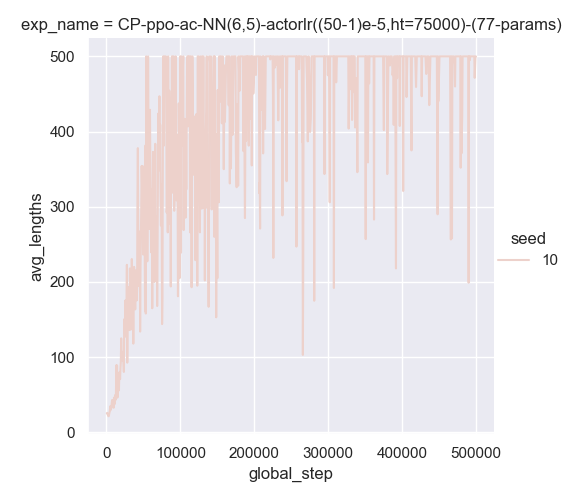 exp_name = CP-ppo-ac-NN(6,5)-actorlr((50-1)e-5,ht=75000)-(77-params)
500
400
300
200
100
0
avg_lengths
0 100000 200000 300000 400000 500000
global_step
seed
10